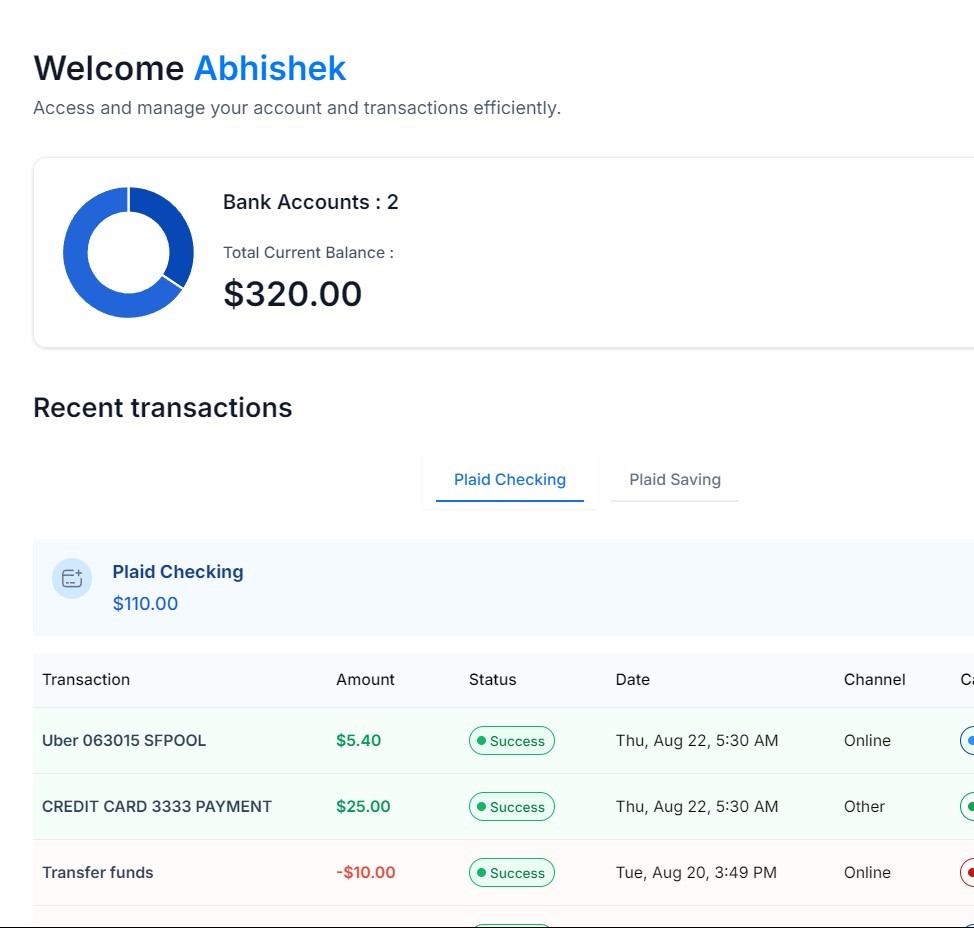 Welcome Abhishek
Access and manage your account and transactions efficiently.
Bank Accounts : 2
Total Current Balance :
$320.00
Recent transactions
Plaid Checking Plaid Saving
Plaid Checking
$110.00
Transaction Amount Status Date Channel
Uber 063015 SFPOOL $5.40 Success Thu, Aug 22, 5:30 AM Online
CREDIT CARD 3333 PAYMENT $25.00 Success Thu, Aug 22, 5:30 AM Other
Transfer funds -$10.00 Success Tue, Aug 20, 3:49 PM Online